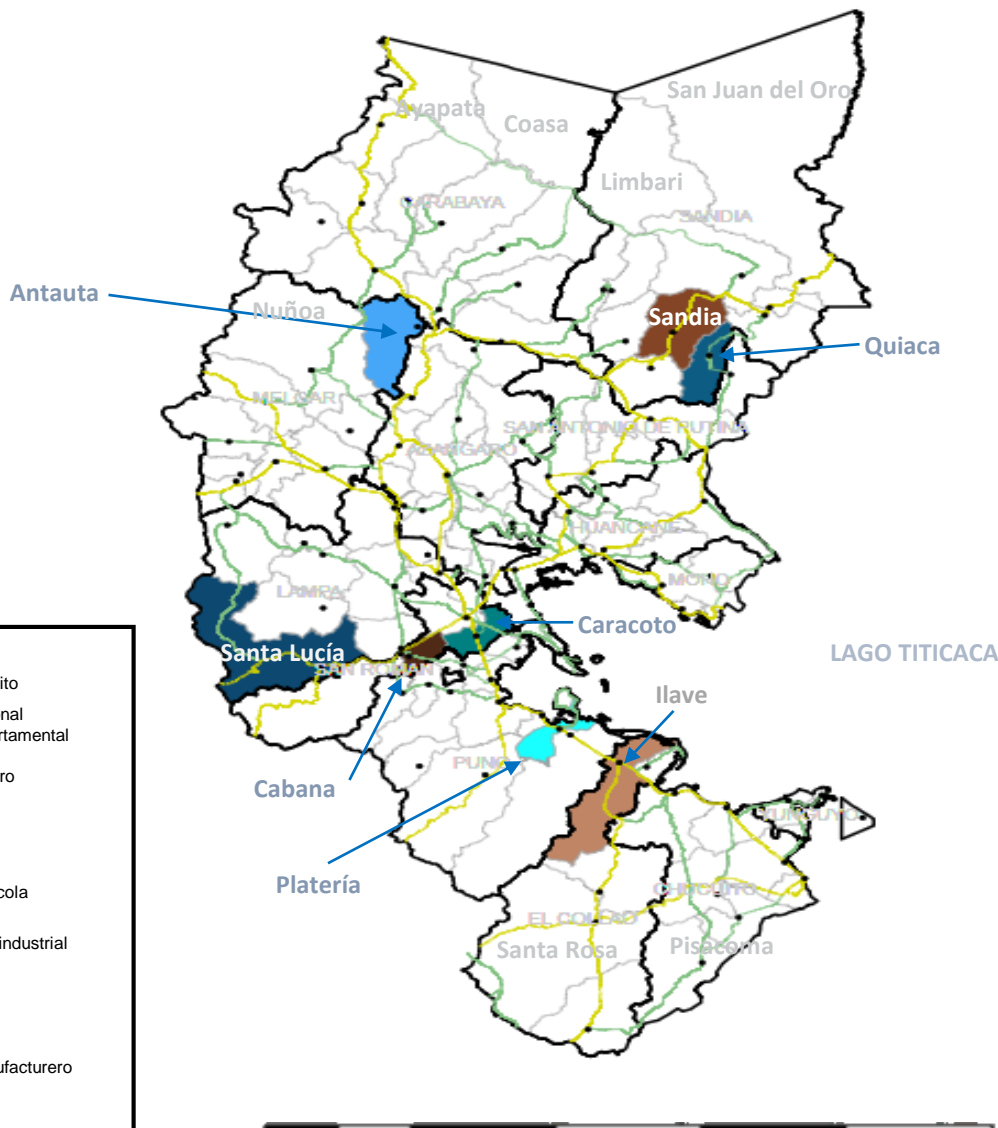 San Juan del Oro
Ayapata
Coasa
Limbari
CARABAYA
SANDIA
Antauta
Nuñoa
Sandia
Quiaca
MELGAR
SAN ANTONIO DE PUTINA
AZANGARO
HUANCANE
MOHO
LAMPA
Caracoto
Santa Lucía
LAGO TITICACA
SAN ROMAN
Ilave
ito
nal
rtamental
ro
cola
industrial
ufacturero
PUNO
Cabana
YUNGUYO
Platería
CHUCUITO
EL COLLAO
Santa Rosa
Pisacoma